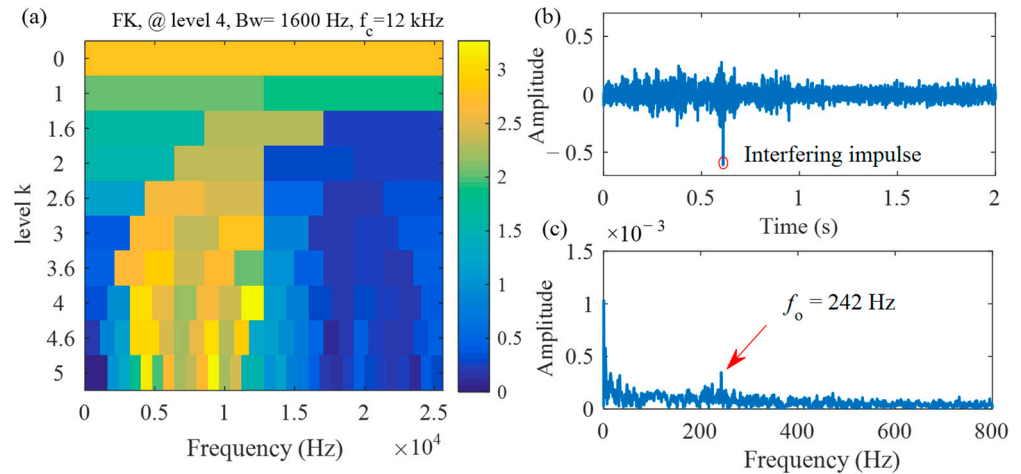 (a)
FK, @ level 4, Bw= 1600 Hz, f_c=12 kHz
level k
0
1
1.6
2
2.6
3
3.6
4
4.6
5
0 0.5 1 1.5 2 2.5
Frequency (Hz) ×10^4
3
2.5
2
1.5
1
0.5
0
(b)
Amplitude
0.5
0
−0.5
Interfering impulse
0 0.5 1 1.5 2
Time (s)
(c)
×10^−3
Amplitude
1.5
1
0.5
0
f_o = 242 Hz
0 200 400 600 800
Frequency (Hz)